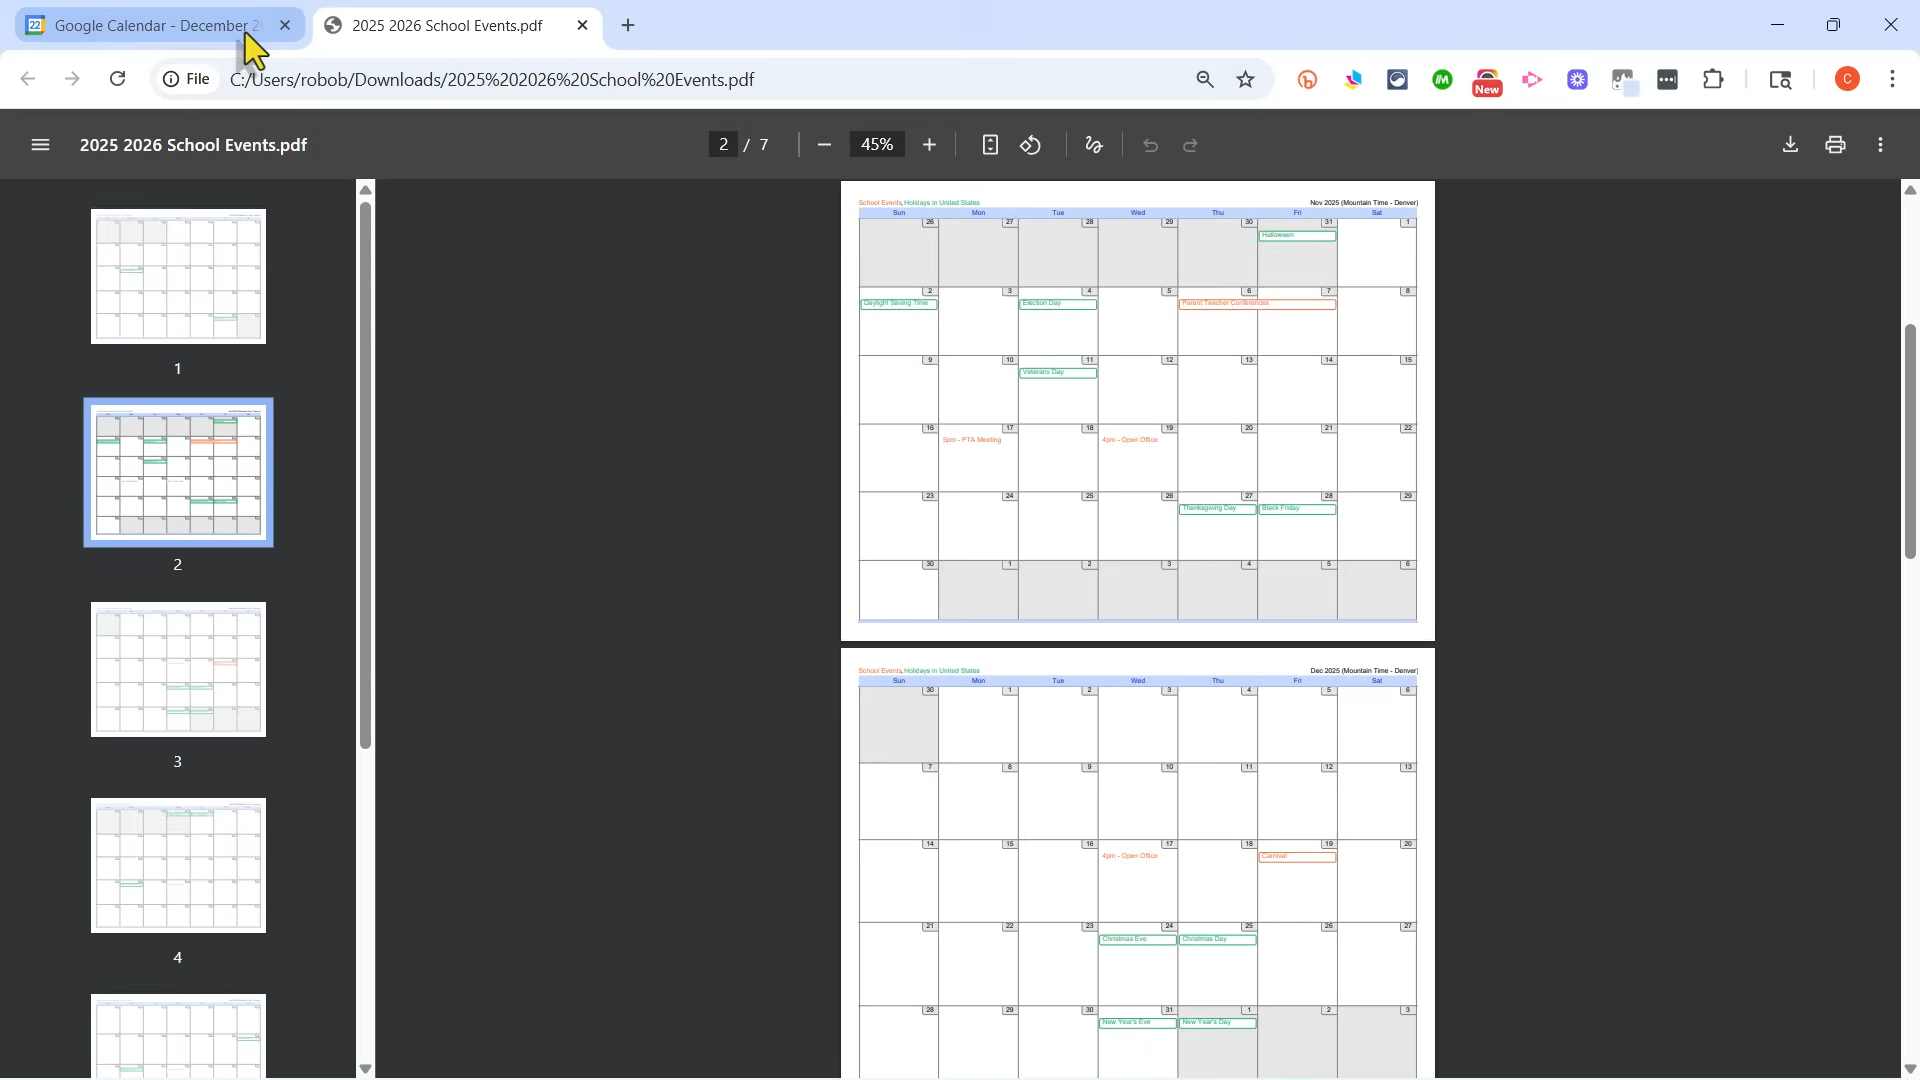 22 Google Calendar - December 2
2025 2026 School Events.pdf
File C:/Users/robob/Downloads/2025%202026%20School%20Events.pdf
New
C
2025 2026 School Events.pdf
2 / 7
45%
1
2
3
4
School Events, Holidays in United States
Nov 2025 (Mountain Time - Denver)
Sun Mon Tue Wed Thu Fri Sat
26 27 28 29 30 31 1
Halloween
2 3 4 5 6 7 8
Daylight Saving Time Election Day Parent Teacher Conferences
9 10 11 12 13 14 15
Veterans Day
16 17 18 19 20 21 22
5pm - PTA Meeting 4pm - Open Office
23 24 25 26 27 28 29
Thanksgiving Day Black Friday
30 1 2 3 4 5 6
School Events, Holidays in United States
Dec 2025 (Mountain Time - Denver)
Sun Mon Tue Wed Thu Fri Sat
30 1 2 3 4 5 6
7 8 9 10 11 12 13
14 15 16 17 18 19 20
4pm - Open Office Carnival
21 22 23 24 25 26 27
Christmas Eve Christmas Day
28 29 30 31 1 2 3
New Year's Eve New Year's Day